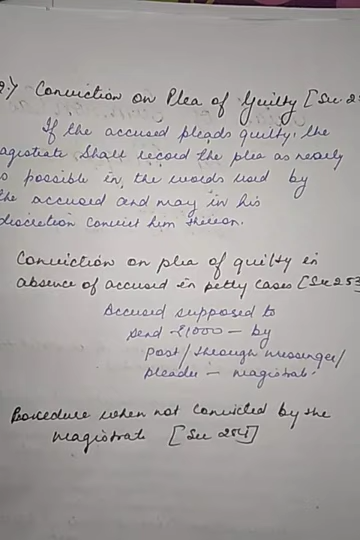 2.) Conviction on Plea of Guilty [Sec. 2
If the accused pleads guilty, the
agistrate shall record the plea as nearly
s possible in the words used by
the accused and may in his
discretion convict him thereon.
Conviction on plea of guilty in
absence of accused in petty cases [Sec 253
Accused supposed to
send ₹1000 – by
post/through messenger/
pleader – magistrate.
Procedure when not convicted by the
magistrate [Sec 254]